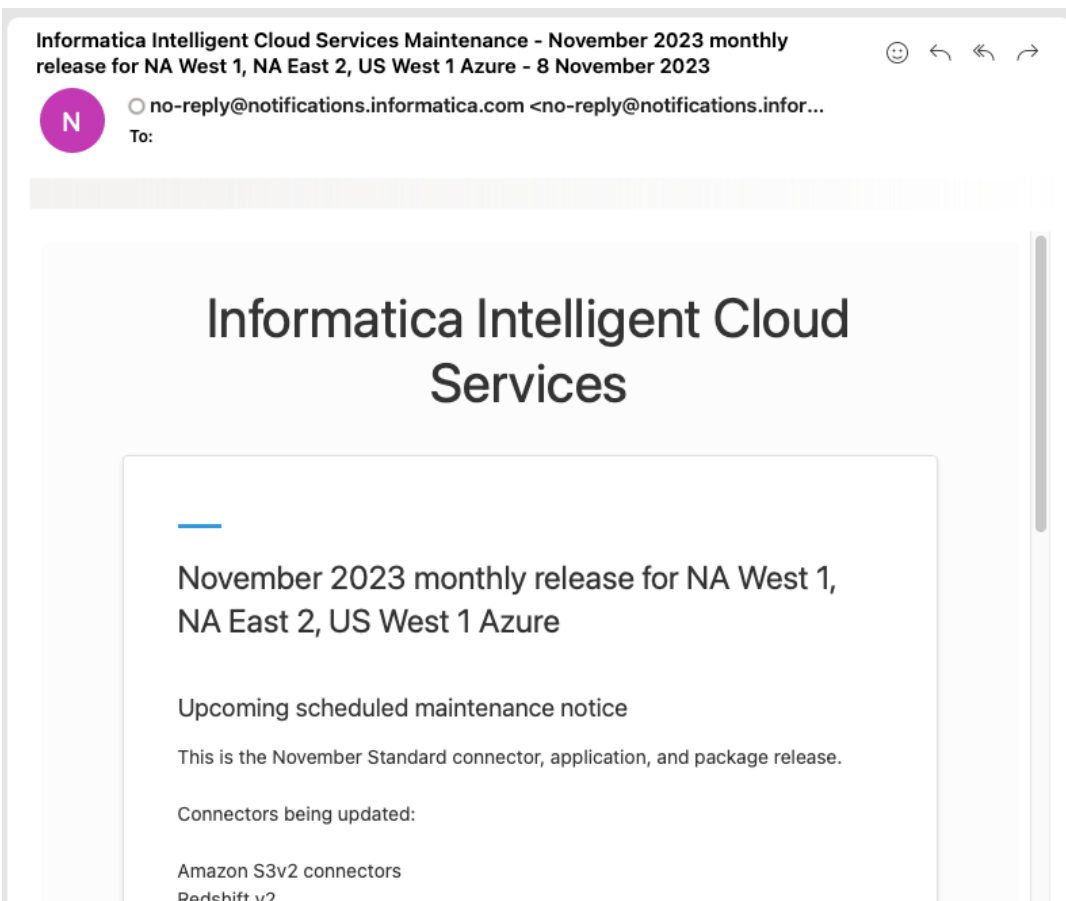 Informatica Intelligent Cloud Services Maintenance - November 2023 monthly
release for NA West 1, NA East 2, US West 1 Azure - 8 November 2023
N
no-reply@notifications.informatica.com <no-reply@notifications.infor...
To:
Informatica Intelligent Cloud
Services
November 2023 monthly release for NA West 1,
NA East 2, US West 1 Azure
Upcoming scheduled maintenance notice
This is the November Standard connector, application, and package release.
Connectors being updated:
Amazon S3v2 connectors
Redshift v2